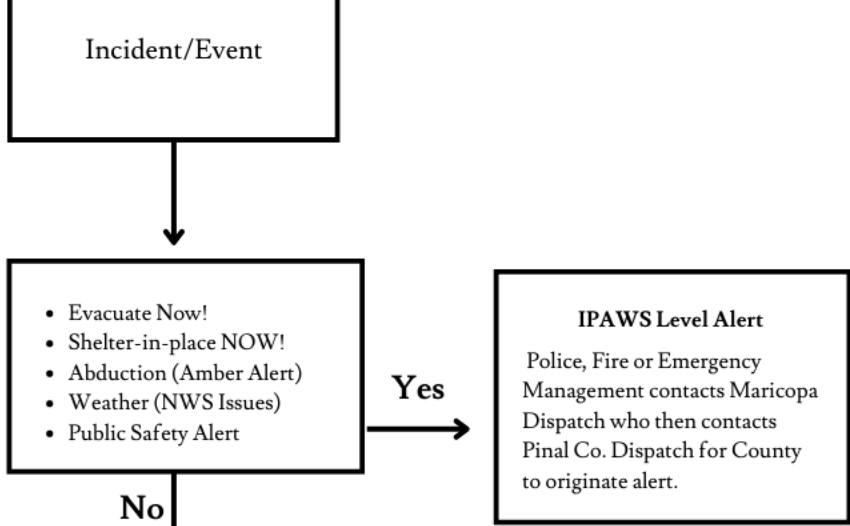 Incident/Event
• Evacuate Now!
• Shelter-in-place NOW!
• Abduction (Amber Alert)
• Weather (NWS Issues)
• Public Safety Alert
Yes
IPAWS Level Alert
Police, Fire or Emergency
Management contacts Maricopa
Dispatch who then contacts
Pinal Co. Dispatch for County
to originate alert.
No